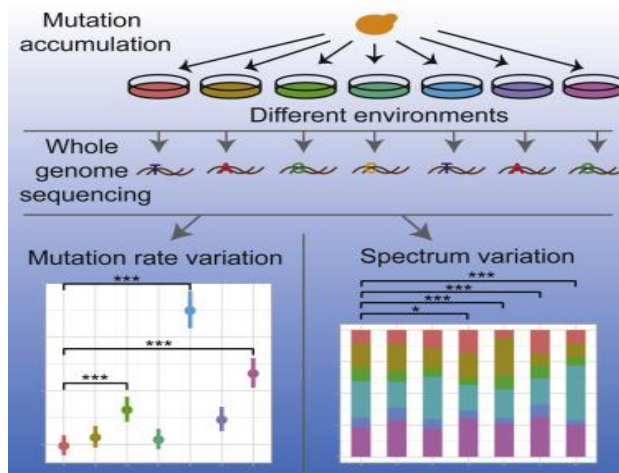 Mutation
accumulation
Different environments
Whole
genome
sequencing
T A G C T A G
Mutation rate variation
Spectrum variation
***
***
***
***
***
***
*